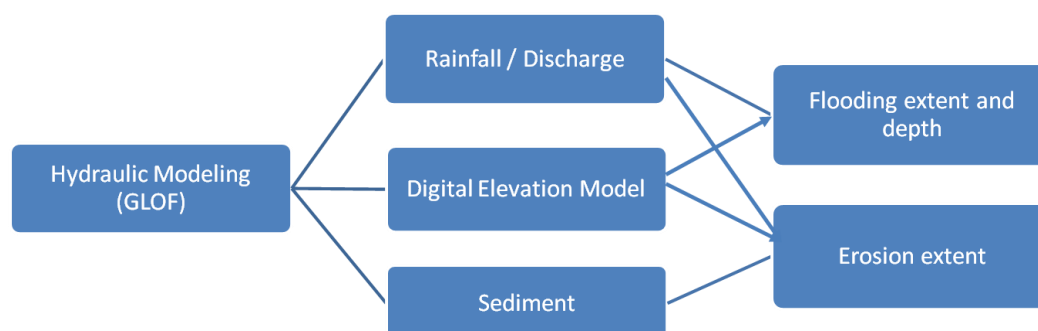 Rainfall / Discharge
Flooding extent and
depth
Hydraulic Modeling
(GLOF)
Digital Elevation Model
Erosion extent
Sediment